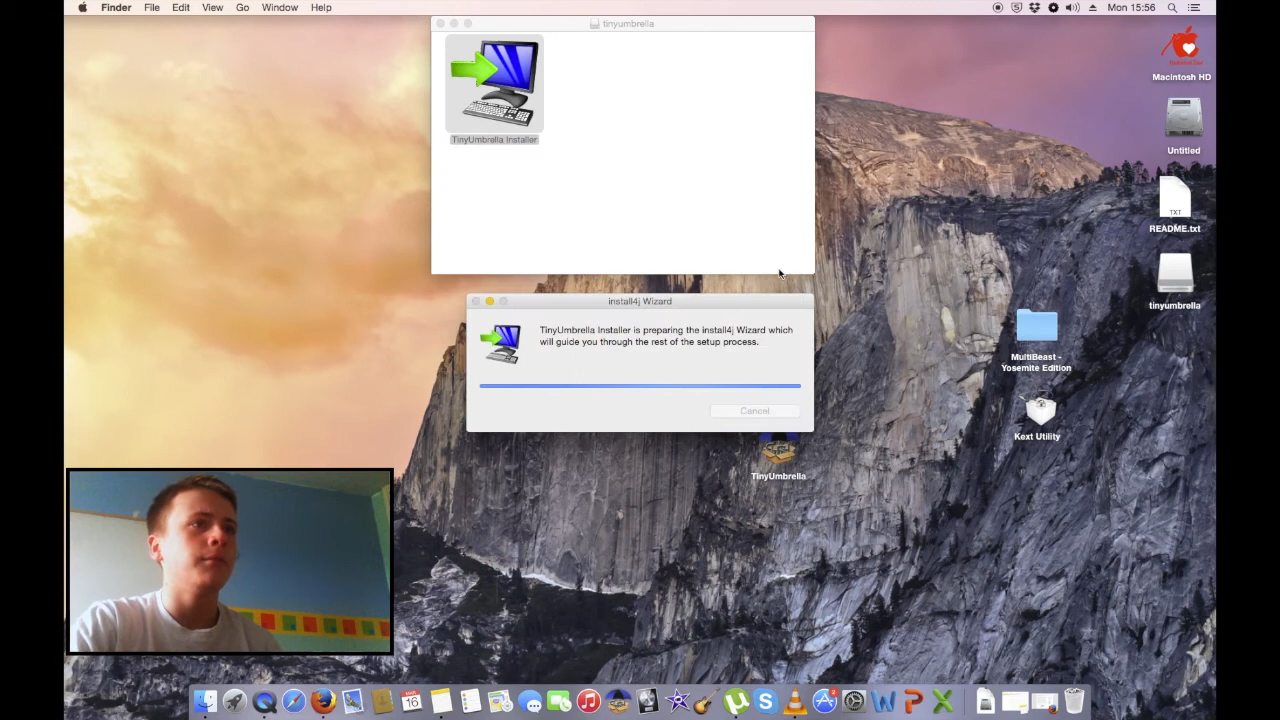 Finder File Edit View Go Window Help
Mon 15:56
tinyumbrella
TinyUmbrella Installer
Macintosh HD
Untitled
TXT
README.txt
tinyumbrella
install4j Wizard
TinyUmbrella Installer is preparing the install4j Wizard which
will guide you through the rest of the setup process.
Cancel
MultiBeast -
Yosemite Edition
Kext Utility
TinyUmbrella
16